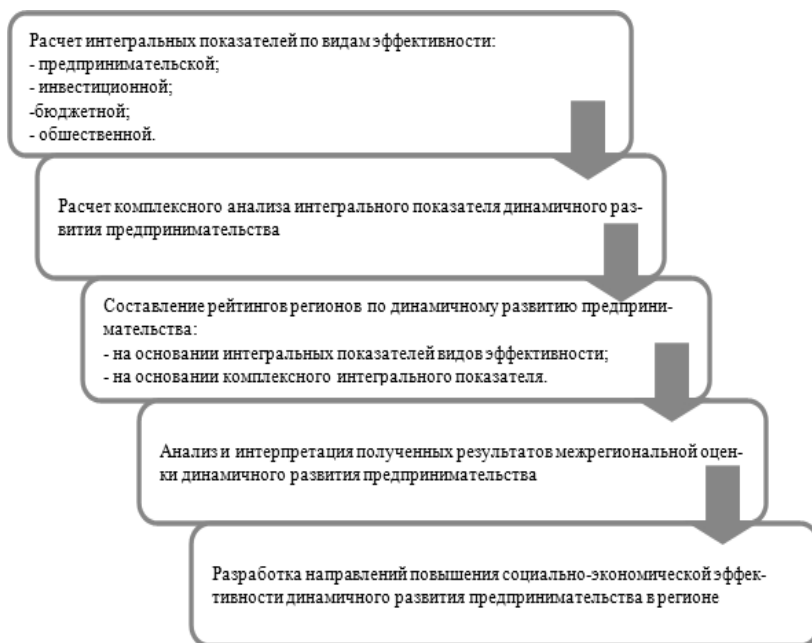 Расчет интегральных показателей по видам эффективности:
- предпринимательской;
- инвестиционной;
-бюджетной;
- общественной.
Расчет комплексного анализа интегрального показателя динамичного раз-
вития предпринимательства
Составление рейтингов регионов по динамичному развитию предприни-
мательства:
- на основании интегральных показателей видов эффективности;
- на основании комплексного интегрального показателя.
Анализ и интерпретация полученных результатов межрегиональной оцен-
ки динамичного развития предпринимательства
Разработка направлений повышения социально-экономической эффек-
тивности динамичного развития предпринимательства в регионе